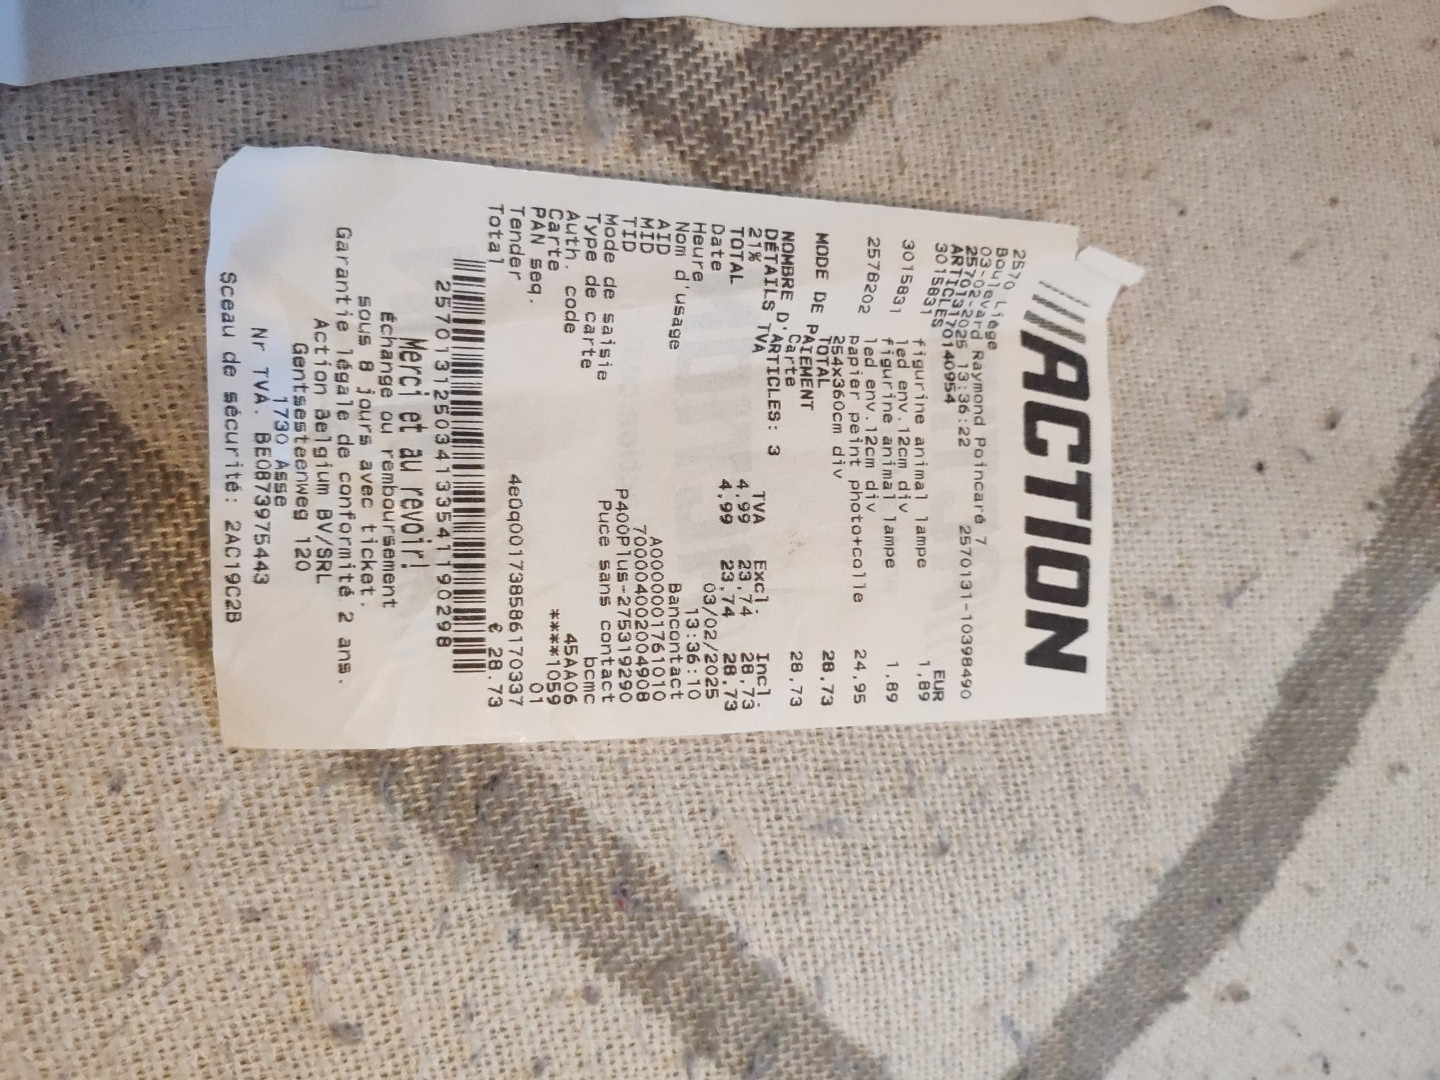 ACTION
2570 Liège
Boulevard Raymond Poincaré 7
03-02-2025 13:36:22 2570131-10398490
257013170140954
ARTICLES EUR
3015831 figurine animal lampe 1,89
led env.12cm div
3015831 figurine animal lampe 1,89
led env.12cm div
2578202 papier peint photo+colle 24,95
254x360cm div
TOTAL 28,73
MODE DE PAIEMENT
Carte 28,73
NOMBRE D'ARTICLES: 3
DÉTAILS TVA TVA Excl. Incl.
21% 4,99 23,74 28,73
TOTAL 4,99 23,74 28,73
Date 03/02/2025
Heure 13:36:10
Nom d'usage Bancontact
AID A0000001761010
MID 70004002004908
TID P400Plus-275319290
Mode de saisie Puce sans contact
Type de carte bcmc
Auth. code 45AA06
Carte ****1059
PAN seq. 01
Tender 4e0q001738586170337
Total € 28.73
2570131250341335411902 98
Merci et au revoir!
Échange ou remboursement
sous 8 jours avec ticket.
Garantie légale de conformité 2 ans.
Action Belgium BV/SRL
Gentsesteenweg 120
1730 Asse
Nr TVA. BE0873975443
Sceau de sécurité: 2AC19C2B